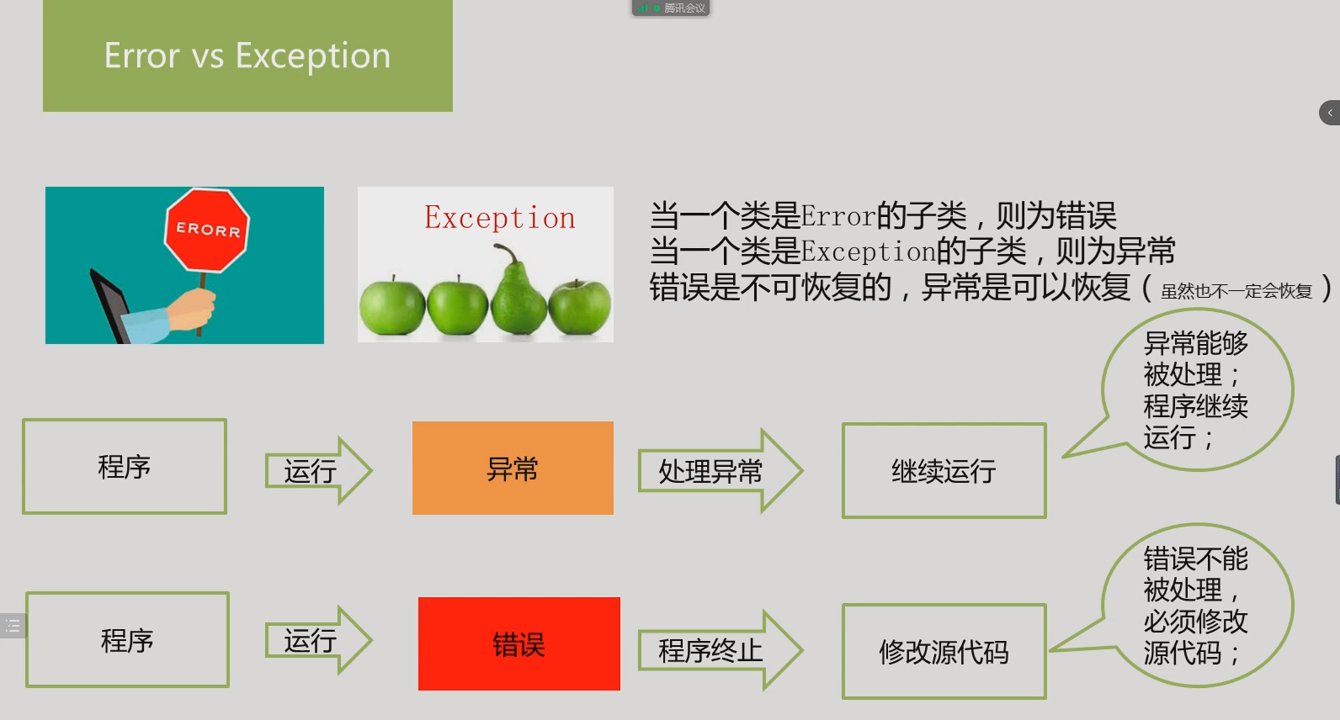 腾讯会议
Error vs Exception
ERORR
Exception
当一个类是Error的子类，则为错误
当一个类是Exception的子类，则为异常
错误是不可恢复的，异常是可以恢复（虽然也不一定会恢复）
异常能够
被处理；
程序继续
运行；
程序
运行
异常
处理异常
继续运行
错误不能
被处理，
必须修改
源代码；
程序
运行
错误
程序终止
修改源代码